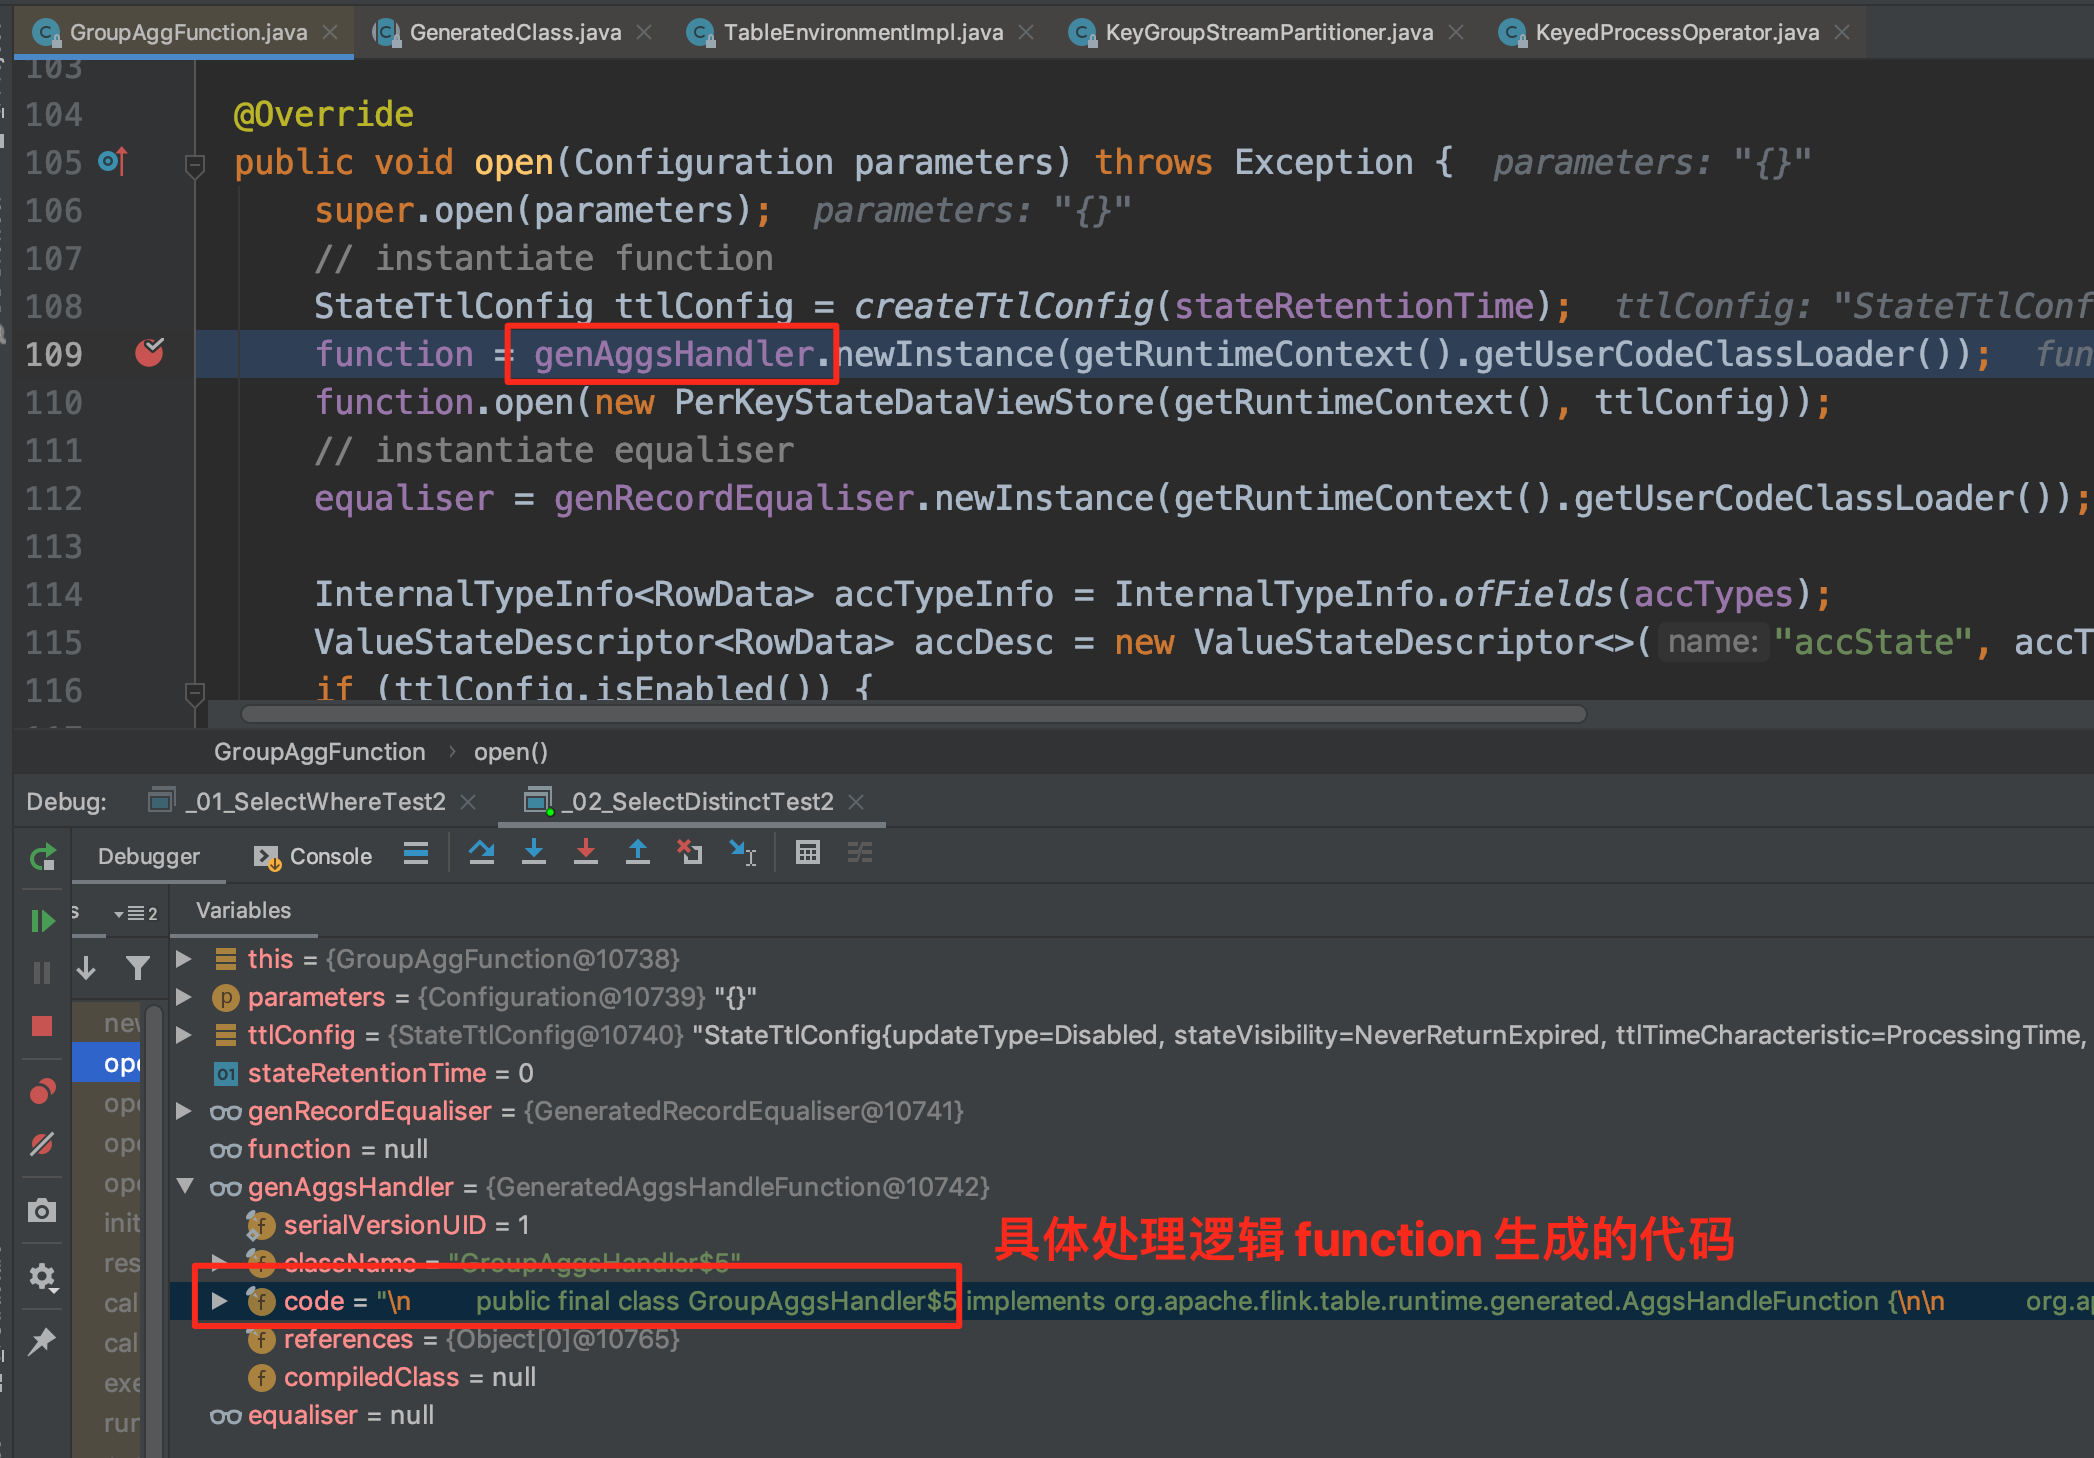 GroupAggFunction.java
GeneratedClass.java
TableEnvironmentImpl.java
KeyGroupStreamPartitioner.java
KeyedProcessOperator.java
103
104 @Override
105 public void open(Configuration parameters) throws Exception { parameters: "{}"
106 super.open(parameters); parameters: "{}"
107 // instantiate function
108 StateTtlConfig ttlConfig = createTtlConfig(stateRetentionTime); ttlConfig: "StateTtlConf
109 function = genAggsHandler.newInstance(getRuntimeContext().getUserCodeClassLoader()); fun
110 function.open(new PerKeyStateDataViewStore(getRuntimeContext(), ttlConfig));
111 // instantiate equaliser
112 equaliser = genRecordEqualiser.newInstance(getRuntimeContext().getUserCodeClassLoader());
113
114 InternalTypeInfo<RowData> accTypeInfo = InternalTypeInfo.ofFields(accTypes);
115 ValueStateDescriptor<RowData> accDesc = new ValueStateDescriptor<>( name: "accState", accT
116 if (ttlConfig.isEnabled()) {
GroupAggFunction › open()
Debug: _01_SelectWhereTest2 _02_SelectDistinctTest2
Debugger Console
s 2 Variables
this = {GroupAggFunction@10738}
parameters = {Configuration@10739} "{}"
new
ttlConfig = {StateTtlConfig@10740} "StateTtlConfig{updateType=Disabled, stateVisibility=NeverReturnExpired, ttlTimeCharacteristic=ProcessingTime,
ope
stateRetentionTime = 0
ope
genRecordEqualiser = {GeneratedRecordEqualiser@10741}
ope
function = null
ope
genAggsHandler = {GeneratedAggsHandleFunction@10742}
init
serialVersionUID = 1
具体处理逻辑 function 生成的代码
res
className = "GroupAggsHandler$5"
cal
code = "\n public final class GroupAggsHandler$5 implements org.apache.flink.table.runtime.generated.AggsHandleFunction {\n\n org.ap
cal
references = {Object[0]@10765}
exe
compiledClass = null
run
equaliser = null